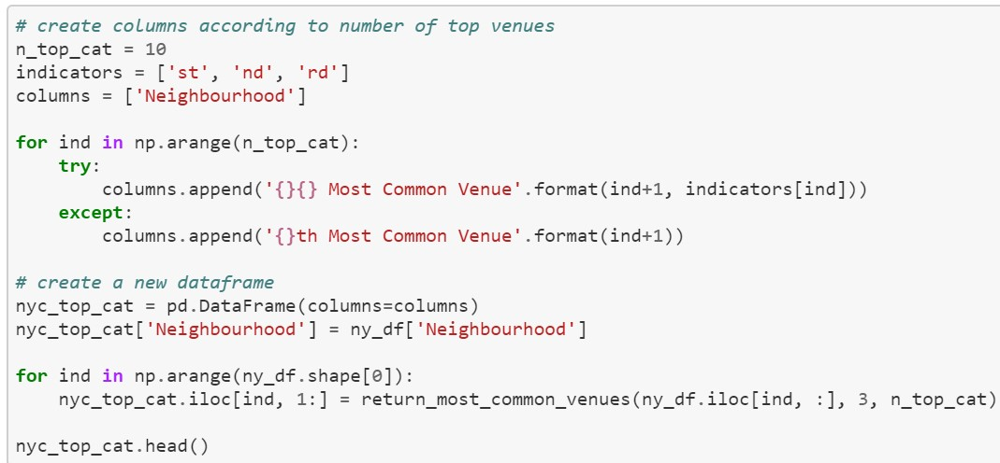 # create columns according to number of top venues
n_top_cat = 10
indicators = ['st', 'nd', 'rd']
columns = ['Neighbourhood']

for ind in np.arange(n_top_cat):
    try:
        columns.append('{}{} Most Common Venue'.format(ind+1, indicators[ind]))
    except:
        columns.append('{}th Most Common Venue'.format(ind+1))

# create a new dataframe
nyc_top_cat = pd.DataFrame(columns=columns)
nyc_top_cat['Neighbourhood'] = ny_df['Neighbourhood']

for ind in np.arange(ny_df.shape[0]):
    nyc_top_cat.iloc[ind, 1:] = return_most_common_venues(ny_df.iloc[ind, :], 3, n_top_cat)

nyc_top_cat.head()